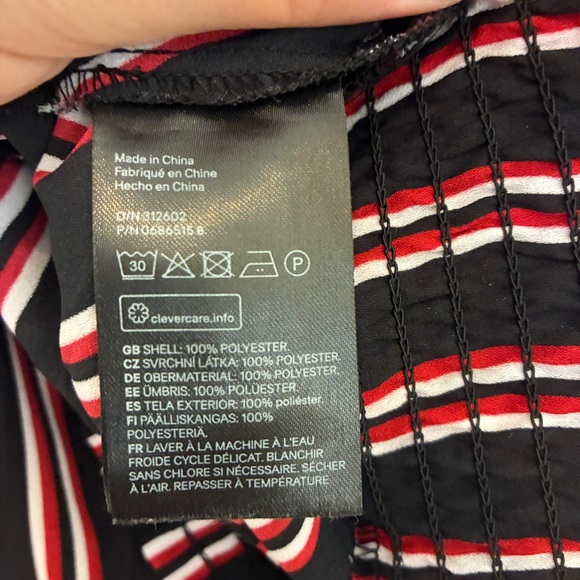 Made in China
Fabriqué en Chine
Hecho en China
O/N 312602
P/N 0686515 8
30 P
clevercare.info
GB SHELL: 100% POLYESTER.
CZ SVRCHNÍ LÁTKA: 100% POLYESTER.
DE OBERMATERIAL: 100% POLYESTER.
EE ÜMBRIS: 100% POLÜESTER.
ES TELA EXTERIOR: 100% poliéster.
FI PÄÄLLISKANGAS: 100%
POLYESTERIÄ.
FR LAVER À LA MACHINE À L'EAU
FROIDE CYCLE DÉLICAT. BLANCHIR
SANS CHLORE SI NÉCESSAIRE. SÉCHER
À L'AIR. REPASSER À TEMPÉRATURE